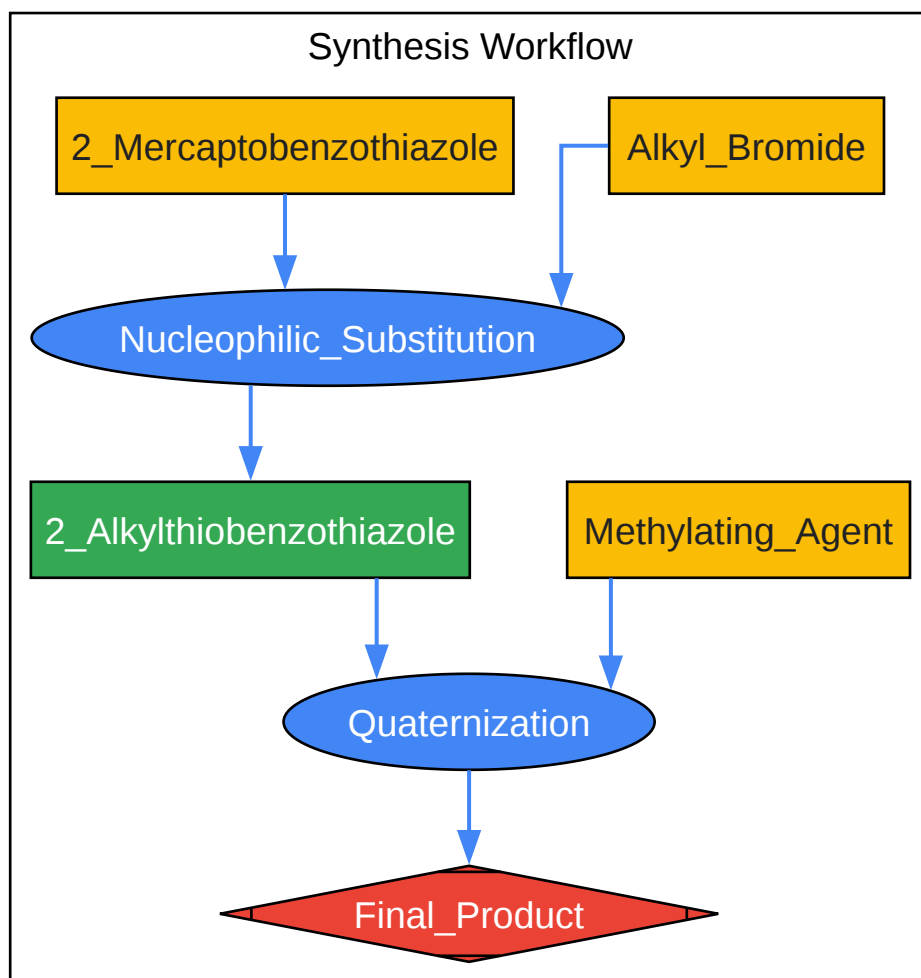 Synthesis Workflow
2_Mercaptobenzothiazole
Alkyl_Bromide
Nucleophilic_Substitution
2_Alkylthiobenzothiazole
Methylating_Agent
Quaternization
Final_Product